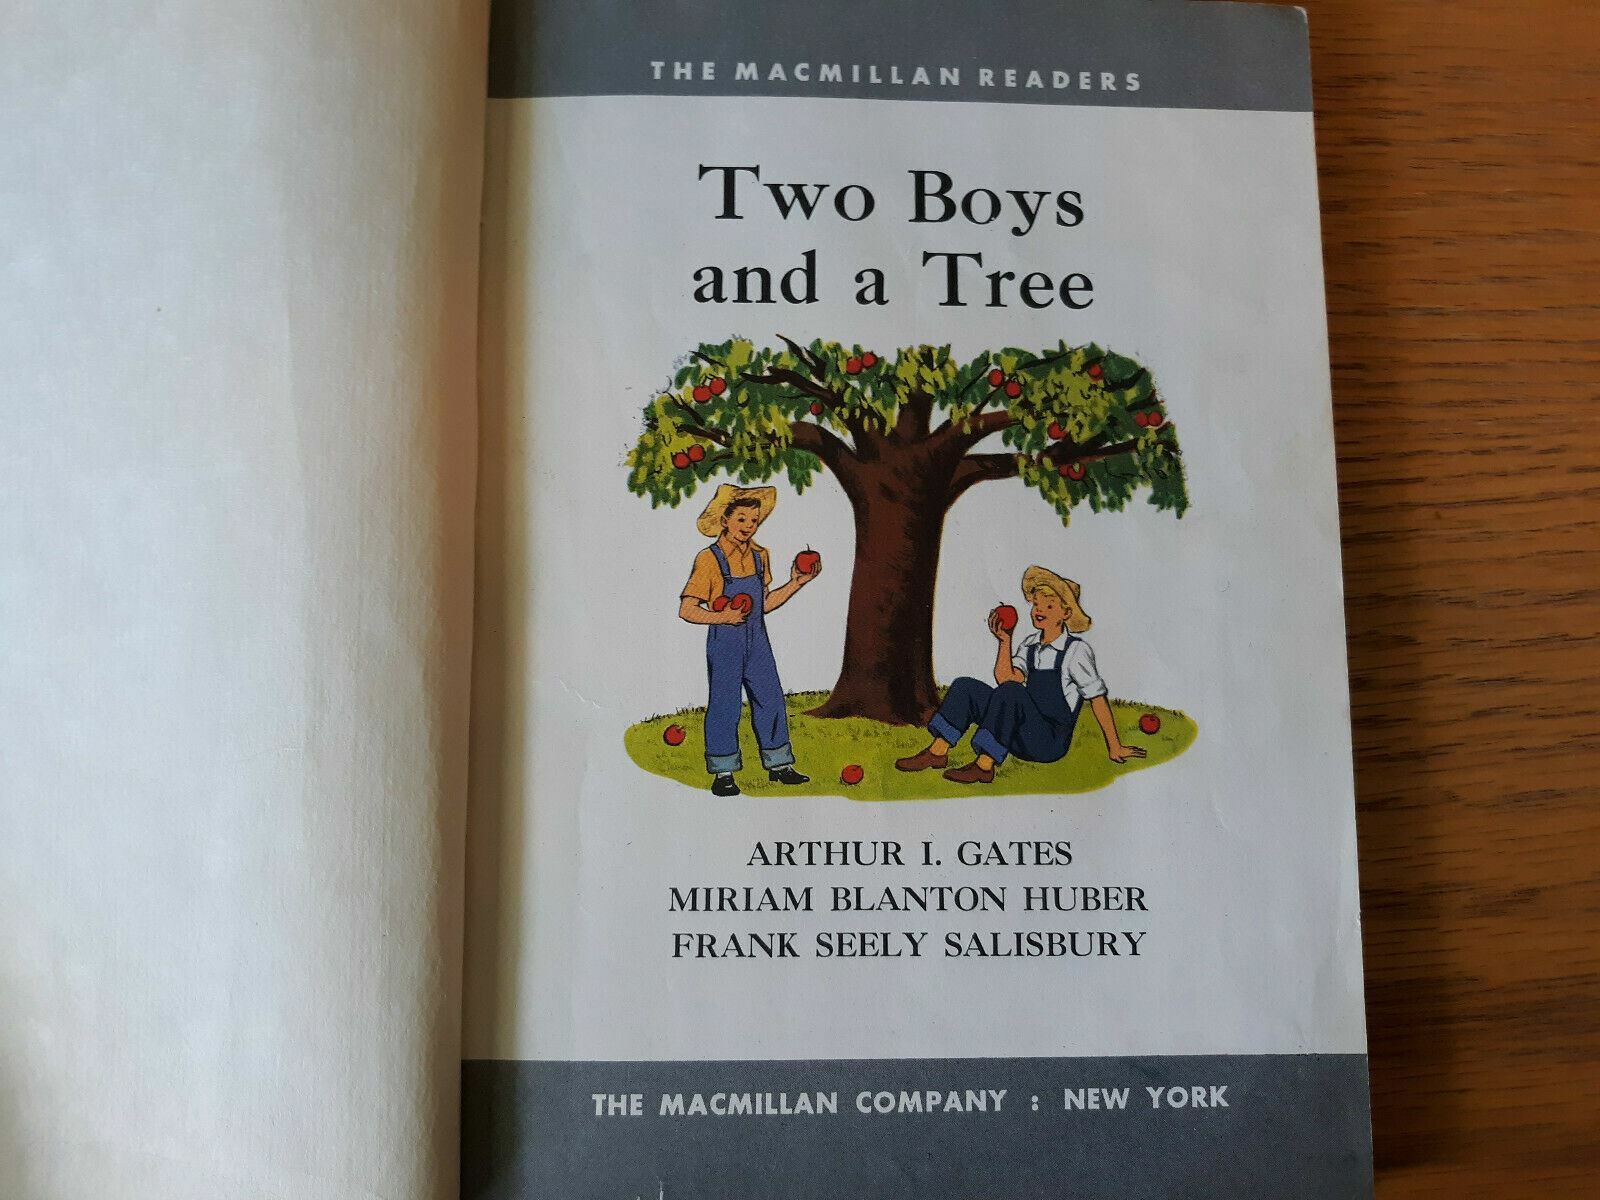 THE MACMILLAN READERS
Two Boys
and a Tree
ARTHUR I. GATES
MIRIAM BLANTON HUBER
FRANK SEELY SALISBURY
THE MACMILLAN COMPANY : NEW YORK